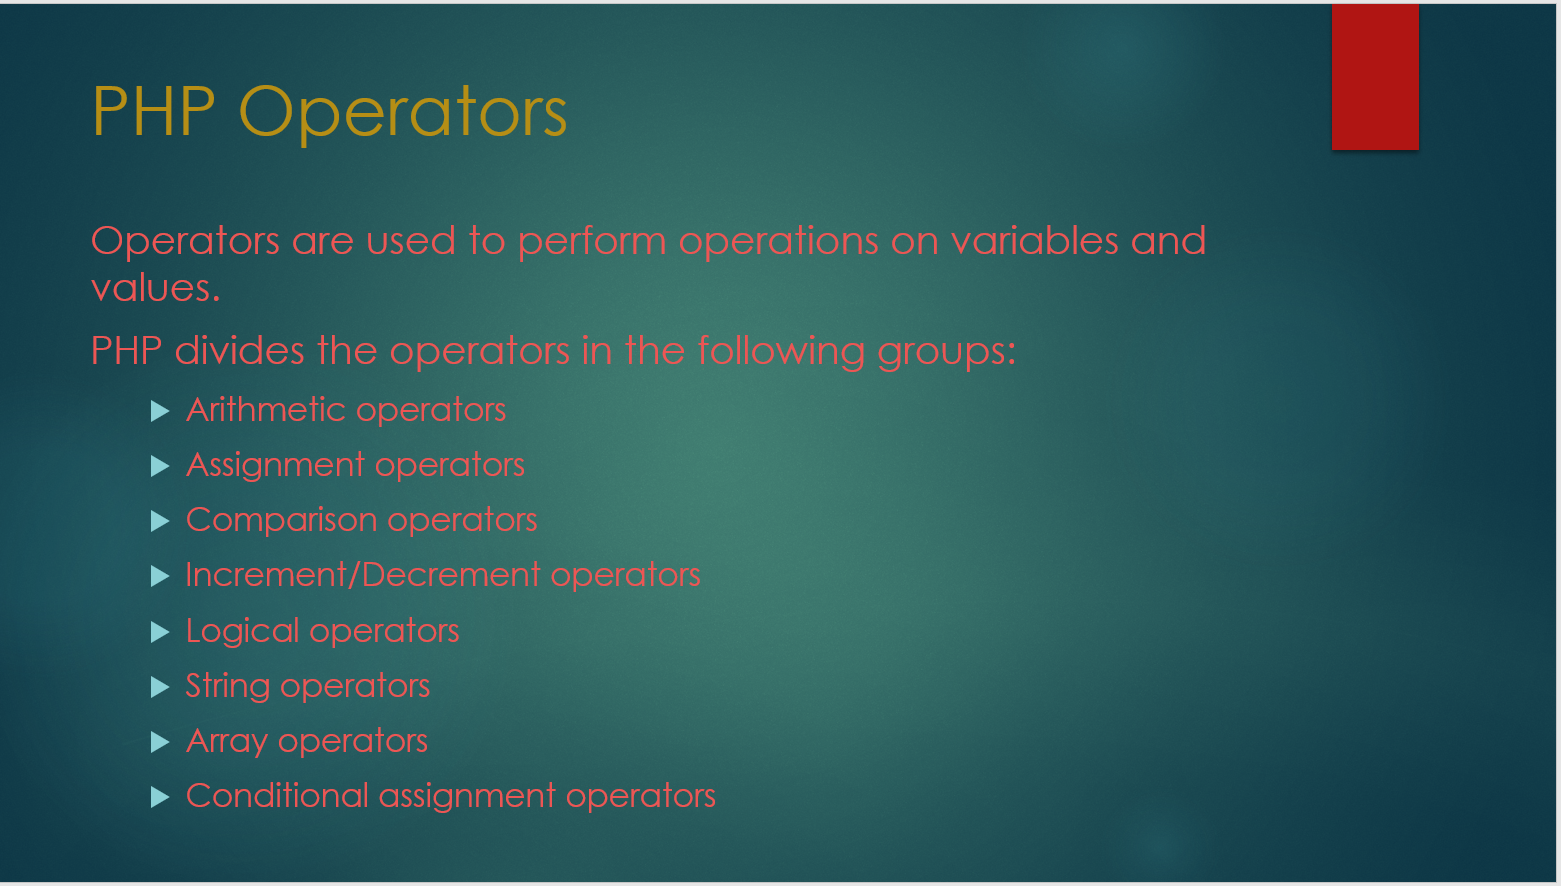 PHP Operators
Operators are used to perform operations on variables and
values.
PHP divides the operators in the following groups:
Arithmetic operators
Assignment operators
Comparison operators
Increment/Decrement operators
Logical operators
String operators
Array operators
Conditional assignment operators